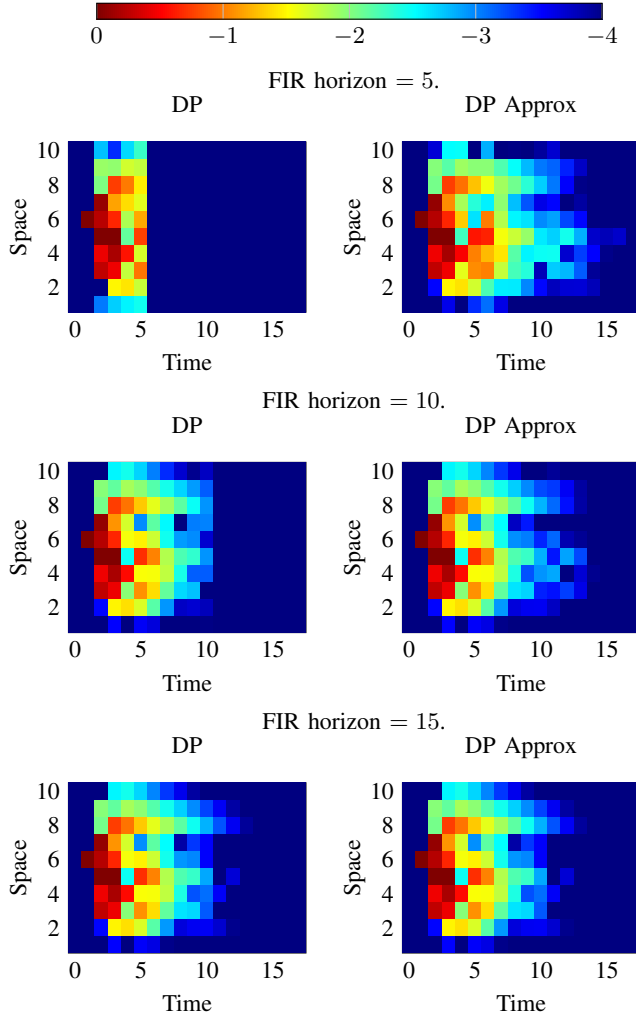 0 −1 −2 −3 −4
FIR horizon = 5.
DP DP Approx
10 10
8 8
6 6
4 4
2 2
Space Space
0 5 10 15 0 5 10 15
Time Time
FIR horizon = 10.
DP DP Approx
10 10
8 8
6 6
4 4
2 2
Space Space
0 5 10 15 0 5 10 15
Time Time
FIR horizon = 15.
DP DP Approx
10 10
8 8
6 6
4 4
2 2
Space Space
0 5 10 15 0 5 10 15
Time Time